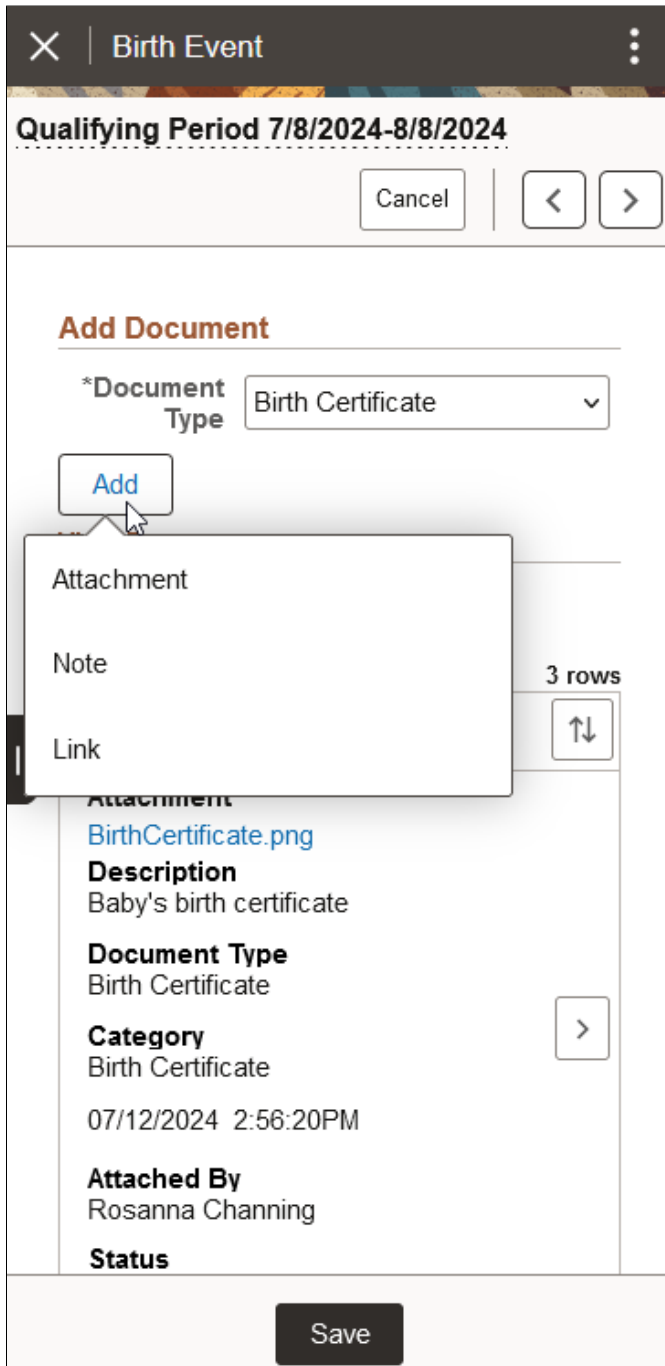 Birth Event
Qualifying Period 7/8/2024-8/8/2024
Cancel
Add Document
*Document
Type
Birth Certificate
Add
Attachment
Note
Link
3 rows
Attachment
BirthCertificate.png
Description
Baby's birth certificate
Document Type
Birth Certificate
Category
Birth Certificate
07/12/2024 2:56:20PM
Attached By
Rosanna Channing
Status
Save